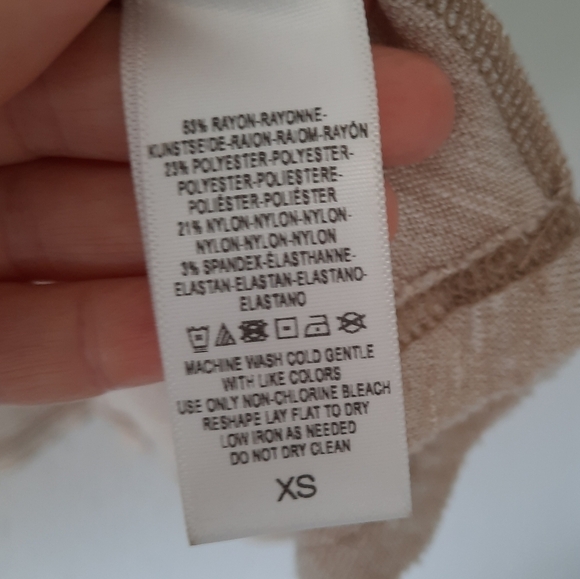 53% RAYON-RAYONNE-
KUNSTSEIDE-RAION-RAIOM-RAYÓN
23% POLYESTER-POLYESTER-
POLYESTER-POLIESTERE-
POLIÉSTER-POLIÉSTER
21% NYLON-NYLON-NYLON-
NYLON-NYLON-NYLON
3% SPANDEX-ÉLASTHANNE-
ELASTAN-ELASTAN-ELASTANO-
ELASTANO
MACHINE WASH COLD GENTLE
WITH LIKE COLORS
USE ONLY NON-CHLORINE BLEACH
RESHAPE LAY FLAT TO DRY
LOW IRON AS NEEDED
DO NOT DRY CLEAN
XS